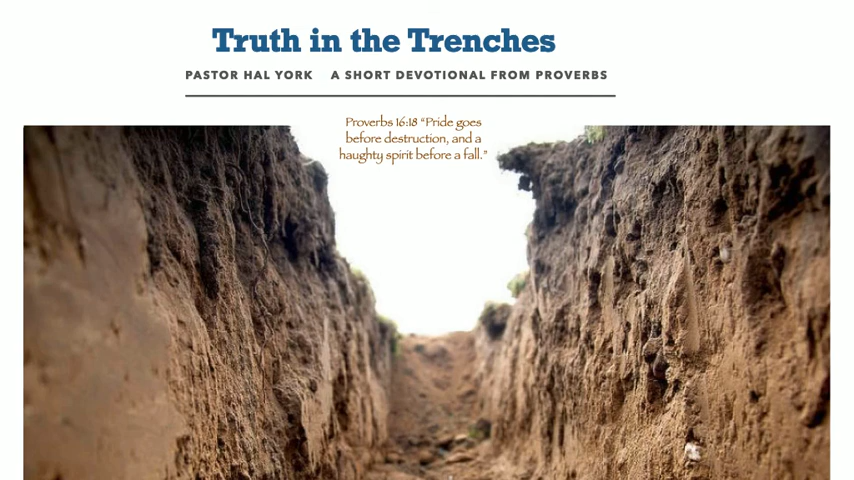 Truth in the Trenches
PASTOR HAL YORK A SHORT DEVOTIONAL FROM PROVERBS
Proverbs 16:18 “Pride goes
before destruction, and a
haughty spirit before a fall.”